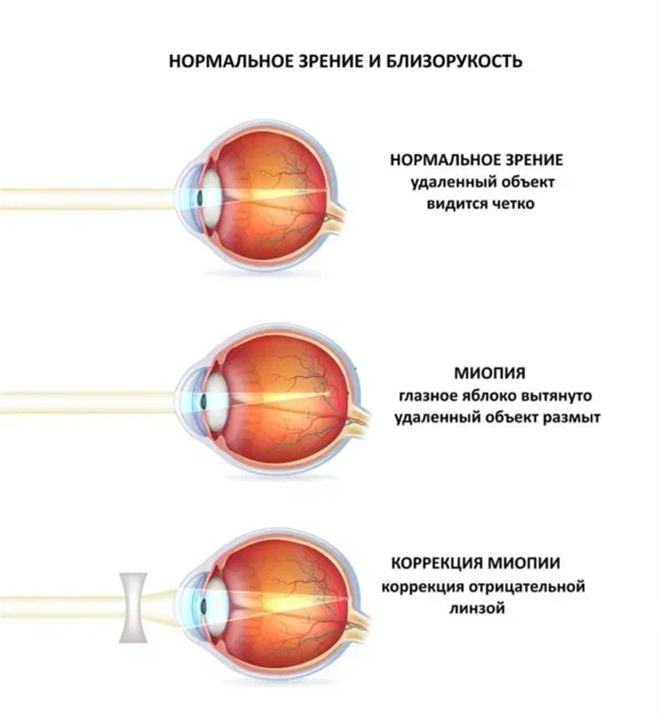 НОРМАЛЬНОЕ ЗРЕНИЕ И БЛИЗОРУКОСТЬ
НОРМАЛЬНОЕ ЗРЕНИЕ
удаленный объект
видится четко
МИОПИЯ
глазное яблоко вытянуто
удаленный объект размыт
КОРРЕКЦИЯ МИОПИИ
коррекция отрицательной
линзой